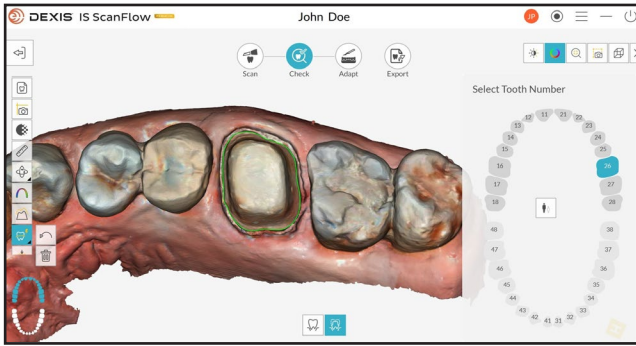 DEXIS IS ScanFlow
John Doe
JP
Scan
Check
Adapt
Export
Select Tooth Number
12 11 21 22
13 23
14 24
15 25
16 26
17 27
18 28
48 38
47 37
46 36
45 35
44 34
43 33
42 41 31 32